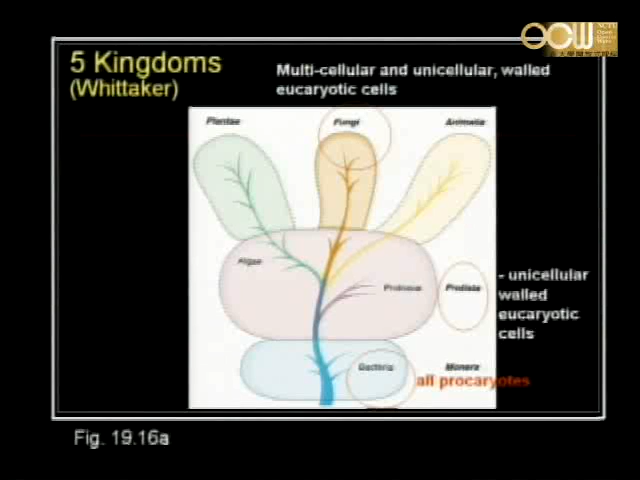 5 Kingdoms
(Whittaker)
Multi-cellular and unicellular, walled
eucaryotic cells
OCW
Plantae
Fungi
Animalia
Algae
Protozoa
Protista
- unicellular
walled
eucaryotic
cells
Bacteria
Monera
all procaryotes
Fig. 19.16a